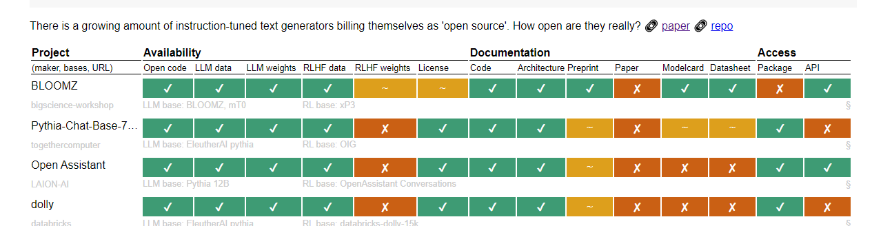 There is a growing amount of instruction-tuned text generators billing themselves as 'open source'. How open are they really? 🔗 paper 🔗 repo
Project Availability Documentation Access
(maker, bases, URL) Open code LLM data LLM weights RLHF data RLHF weights License Code Architecture Preprint Paper Modelcard Datasheet Package API
BLOOMZ ✓ ✓ ✓ ✓ ~ ~ ✓ ✓ ✓ ✗ ✓ ✓ ✗ ✓
bigscience-workshop LLM base: BLOOMZ, mT0 RL base: xP3 §
Pythia-Chat-Base-7... ✓ ✓ ✓ ✓ ✗ ✓ ✓ ✓ ~ ✗ ~ ~ ✓ ✗
togethercomputer LLM base: EleutherAI pythia RL base: OIG §
Open Assistant ✓ ✓ ✓ ✓ ✗ ✓ ✓ ✓ ~ ✗ ✗ ✗ ✓ ✓
LAION-AI LLM base: Pythia 12B RL base: OpenAssistant Conversations §
dolly ✓ ✓ ✓ ✓ ✗ ✓ ✓ ✓ ~ ✗ ✗ ✗ ✓ ✗
databricks LLM base: EleutherAI pythia RL base: databricks-dolly-15k §